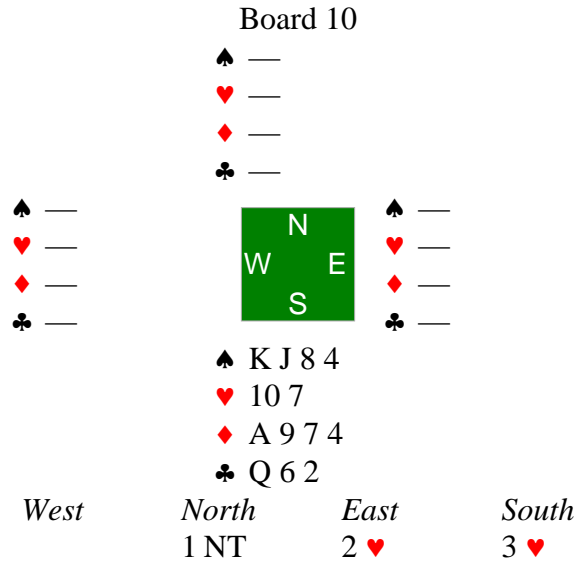 Board 10
♠ —
♥ —
♦ —
♣ —
♠ — N ♠ —
♥ — W E ♥ —
♦ — S ♦ —
♣ — ♣ —
♠ K J 8 4
♥ 10 7
♦ A 9 7 4
♣ Q 6 2
West North East South
1 NT 2 ♥ 3 ♥